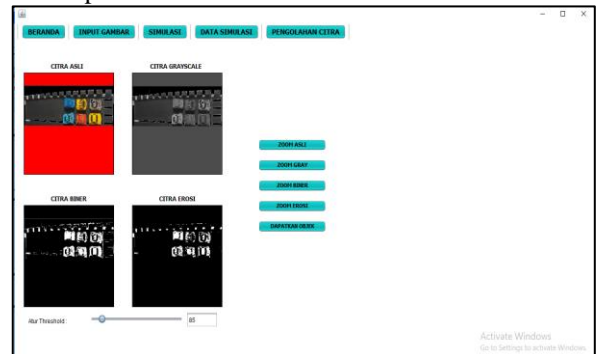 BERANDA INPUT GAMBAR SIMULASI DATA SIMULASI PENGOLAHAN CITRA
CITRA ASLI CITRA GRAYSCALE
ZOOM ASLI
ZOOM GRAY
ZOOM BINER
ZOOM EROSI
DAPATKAN OBJEK
CITRA BINER CITRA EROSI
Atur Threshold 85
Activate Windows
Go to Settings to activate Windows.